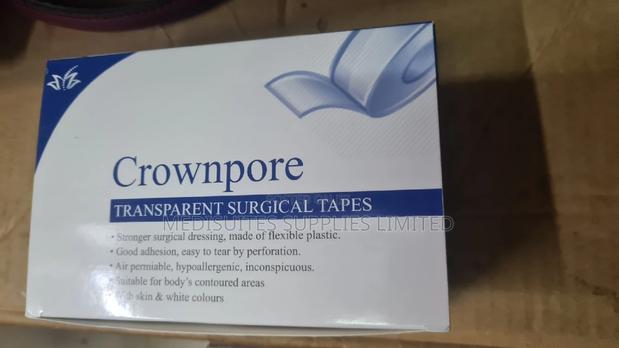 Crownpore
TRANSPARENT SURGICAL TAPES
MEDISUITES SUPPLIES LIMITED
• Stronger surgical dressing, made of flexible plastic.
• Good adhesion, easy to tear by perforation.
• Air permiable, hypoallergenic, inconspicuous.
• Suitable for body's contoured areas
skin & white colours